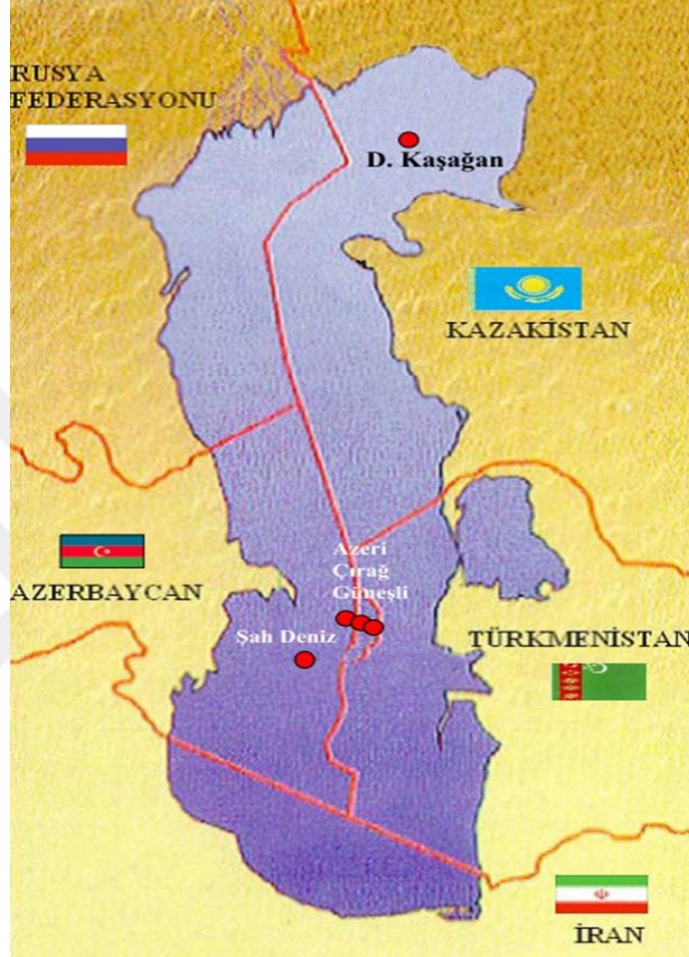 RUSYA
FEDERASYONU
D. Kaşağan
KAZAKİSTAN
Azeri
Çırağ
Güneşli
AZERBAYCAN
Şah Deniz
TÜRKMENİSTAN
İRAN